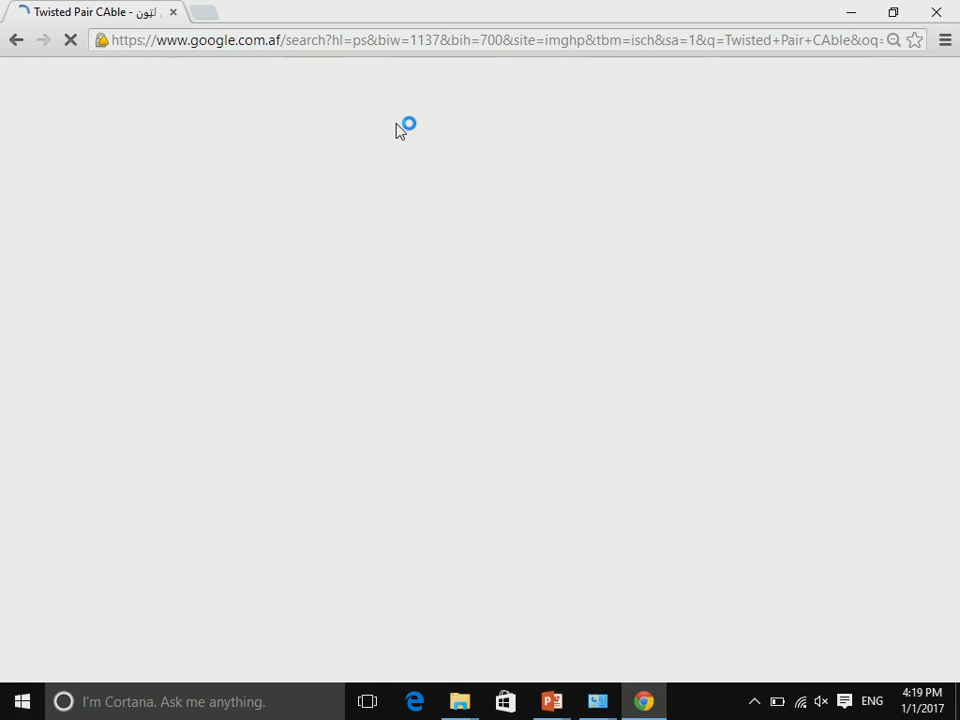 Twisted Pair CAble - لټون
https://www.google.com.af/search?hl=ps&biw=1137&bih=700&site=imghp&tbm=isch&sa=1&q=Twisted+Pair+CAble&oq=
I'm Cortana. Ask me anything.
ENG
4:19 PM
1/1/2017